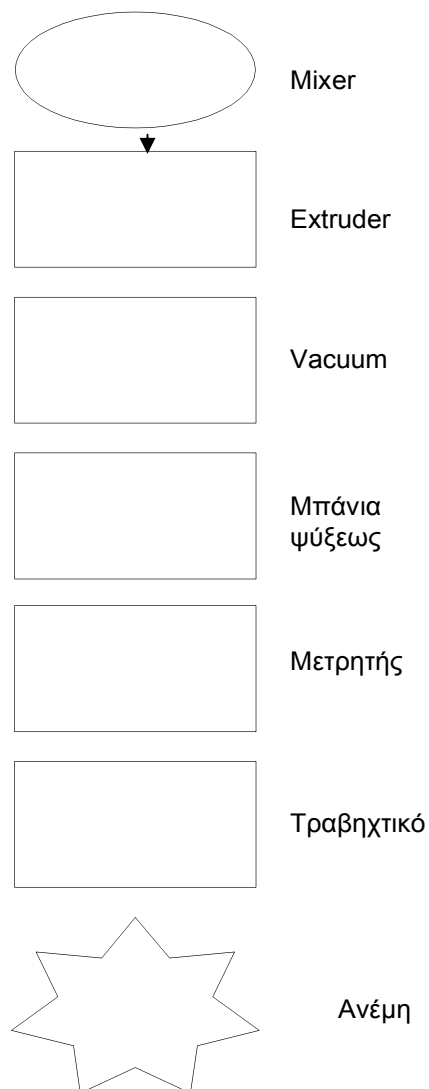 Mixer
Extruder
Vacuum
Μπάνια
ψύξεως
Μετρητής
Τραβηχτικό
Ανέμη